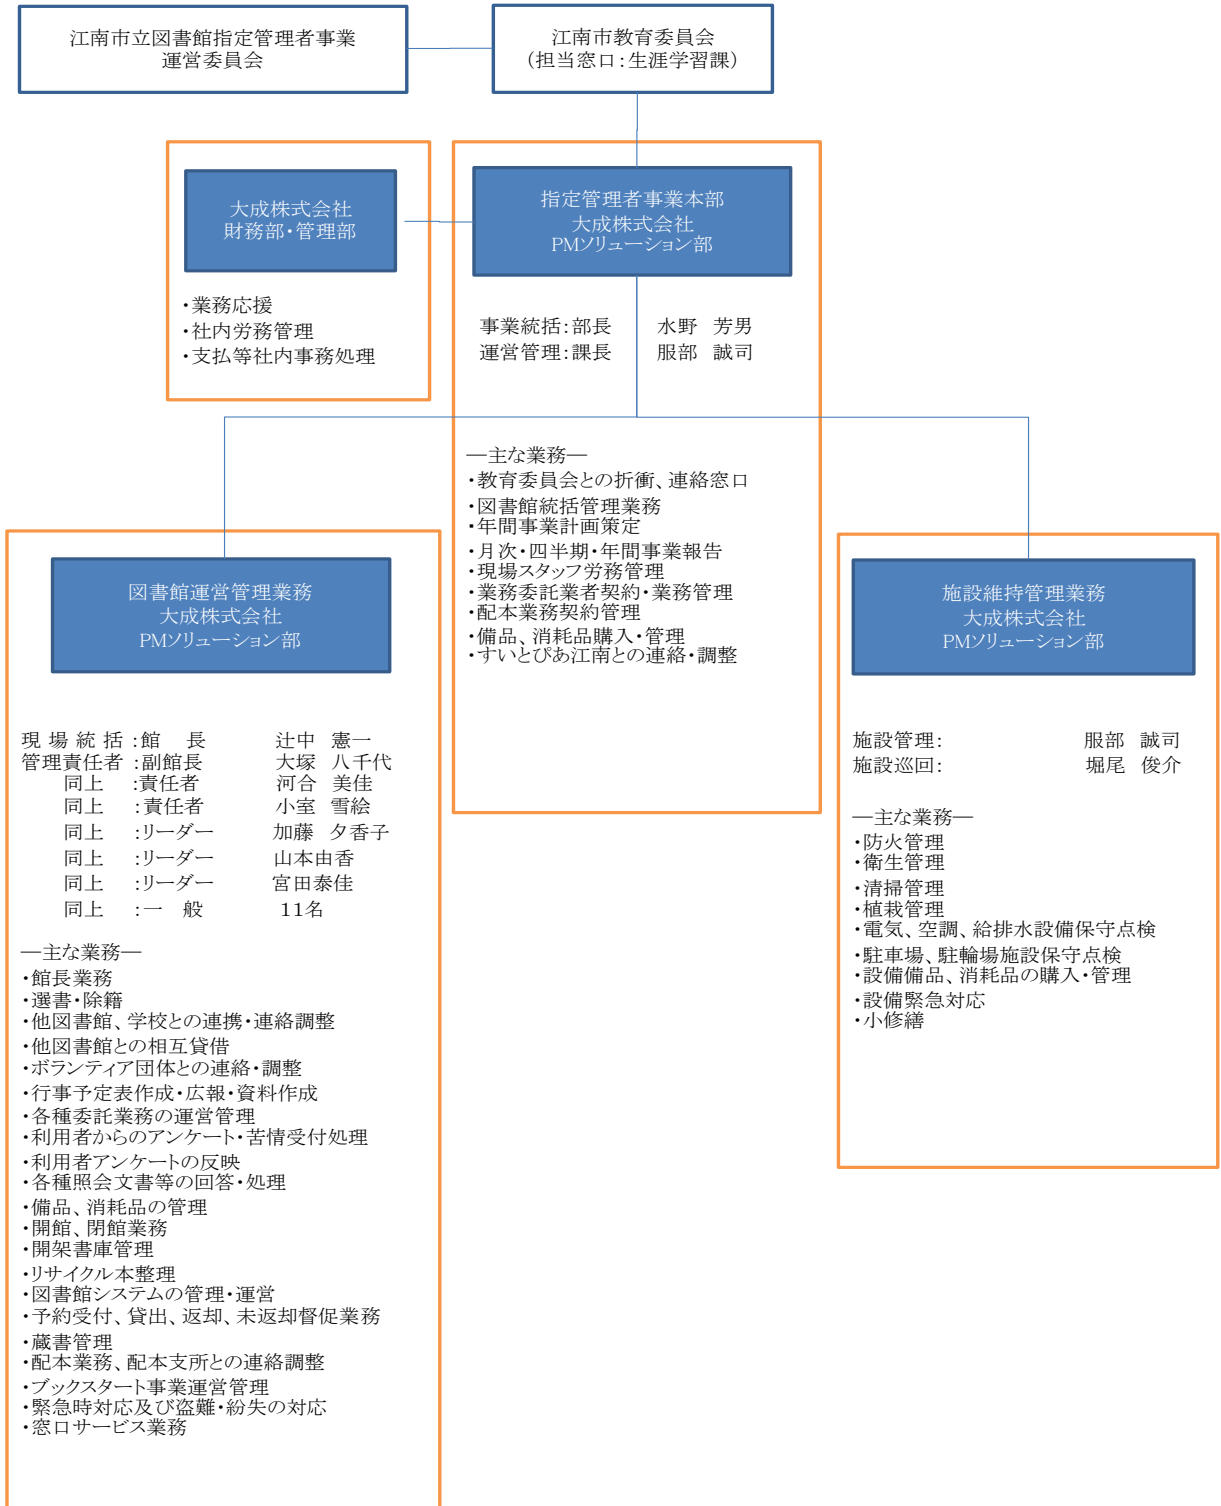 江南市立図書館指定管理者事業
運営委員会
江南市教育委員会
（担当窓口：生涯学習課）
大成株式会社
財務部・管理部
・業務応援
・社内労務管理
・支払等社内事務処理
指定管理者事業本部
大成株式会社
PMソリューション部
事業統括：部長　　水野　芳男
運営管理：課長　　服部　誠司
―主な業務―
・教育委員会との折衝、連絡窓口
・図書館統括管理業務
・年間事業計画策定
・月次・四半期・年間事業報告
・現場スタッフ労務管理
・業務委託業者契約・業務管理
・配本業務契約管理
・備品、消耗品購入・管理
・すいとぴあ江南との連絡・調整
図書館運営管理業務
大成株式会社
PMソリューション部
現 場 統 括 ：館　長　　辻中　憲一
管理責任者 ：副館長　　大塚　八千代
同上　：責任者　　河合　美佳
同上　：責任者　　小室　雪絵
同上　：リーダー　　加藤　夕香子
同上　：リーダー　　山本由香
同上　：リーダー　　宮田泰佳
同上　：一　般　　11名
―主な業務―
・館長業務
・選書・除籍
・他図書館、学校との連携・連絡調整
・他図書館との相互貸借
・ボランティア団体との連絡・調整
・行事予定表作成・広報・資料作成
・各種委託業務の運営管理
・利用者からのアンケート・苦情受付処理
・利用者アンケートの反映
・各種照会文書等の回答・処理
・備品、消耗品の管理
・開館、閉館業務
・開架書庫管理
・リサイクル本整理
・図書館システムの管理・運営
・予約受付、貸出、返却、未返却督促業務
・蔵書管理
・配本業務、配本支所との連絡調整
・ブックスタート事業運営管理
・緊急時対応及び盗難・紛失の対応
・窓口サービス業務
施設維持管理業務
大成株式会社
PMソリューション部
施設管理：　　服部　誠司
施設巡回：　　堀尾　俊介
―主な業務―
・防火管理
・衛生管理
・清掃管理
・植栽管理
・電気、空調、給排水設備保守点検
・駐車場、駐輪場施設保守点検
・設備備品、消耗品の購入・管理
・設備緊急対応
・小修繕